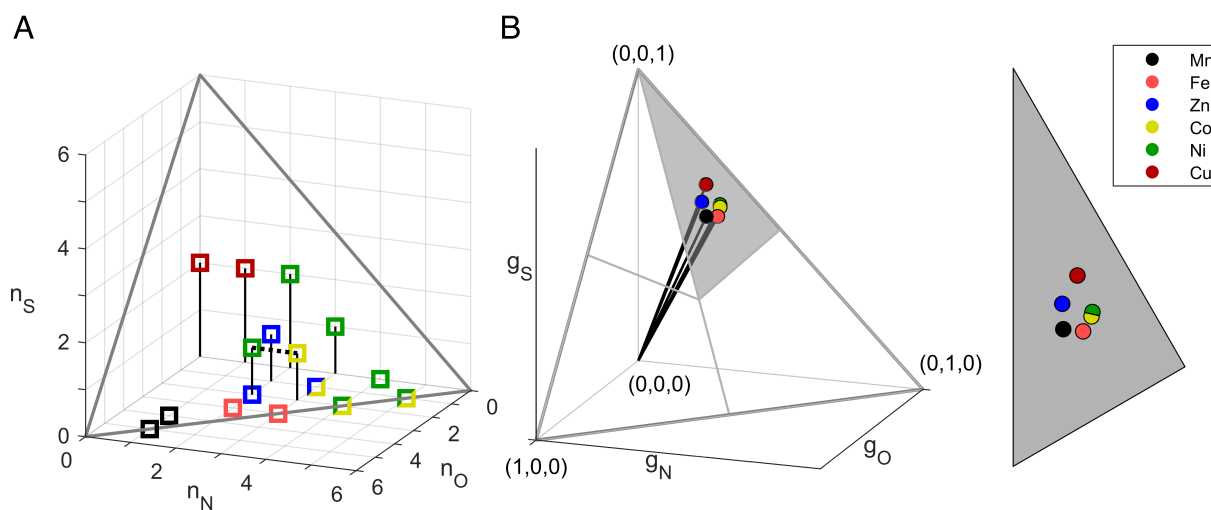 A
6
4
2
0
n_S
0
2
4
6
n_N
6
4
2
0
n_O
B
(0,0,1)
g_S
(0,0,0)
(0,1,0)
(1,0,0)
g_N
g_O
Mn
Fe
Zn
Co
Ni
Cu